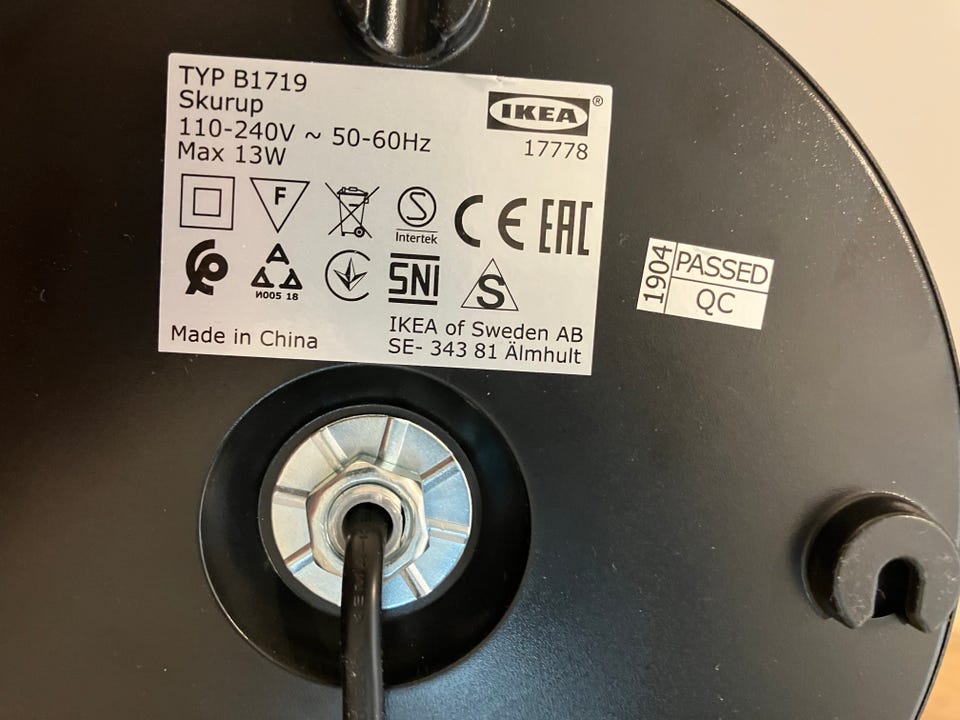 TYP B1719
Skurup
110-240V ~ 50-60Hz
Max 13W
IKEA®
17778
F
S
Intertek
CE EAC
A
И005 18
SNI
S
Made in China
IKEA of Sweden AB
SE- 343 81 Älmhult
1904
PASSED
QC